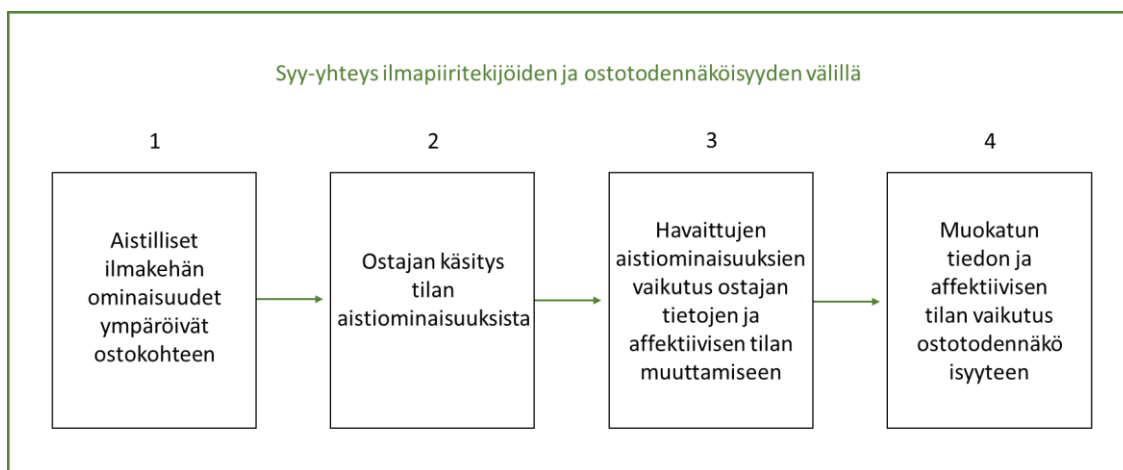 Syy-yhteys ilmapiiritekijöiden ja ostotodennäköisyyden välillä
1
2
3
4
Aistilliset
ilmakehän
ominaisuudet
ympäröivät
ostokohteen
Ostajan käsitys
tilan
aistiominaisuuksista
Havaittujen
aistiominaisuuksien
vaikutus ostajan
tietojen ja
affektiivisen tilan
muuttamiseen
Muokatun
tiedon ja
affektiivisen
tilan vaikutus
ostotodennäkö
isyyteen